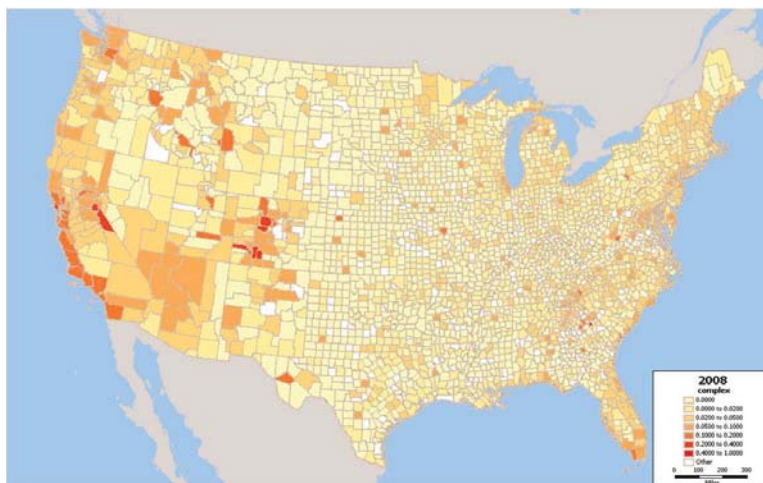 2008
complex
0.0000
0.0000 to 0.0200
0.0200 to 0.0500
0.0500 to 0.1000
0.1000 to 0.2000
0.2000 to 0.4000
0.4000 to 1.0000
Other
0 100 200 300
Miles